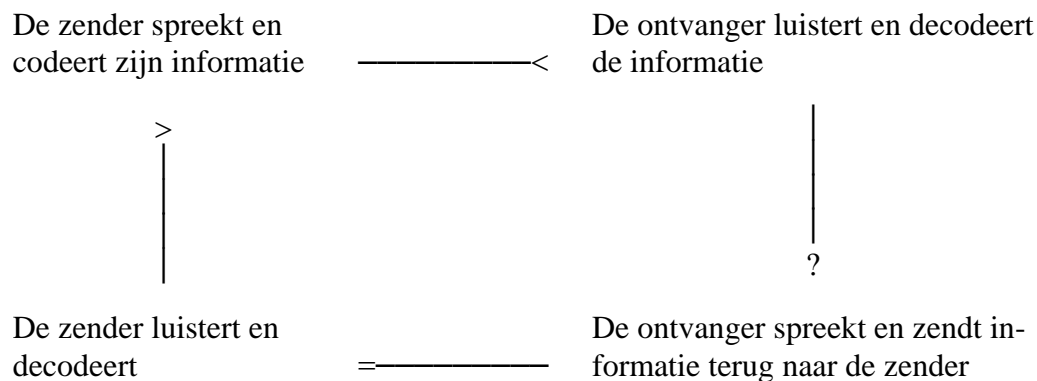 De zender spreekt en
codeert zijn informatie
<
De ontvanger luistert en decodeert
de informatie
>
?
De zender luistert en
decodeert
=
De ontvanger spreekt en zendt in-
formatie terug naar de zender